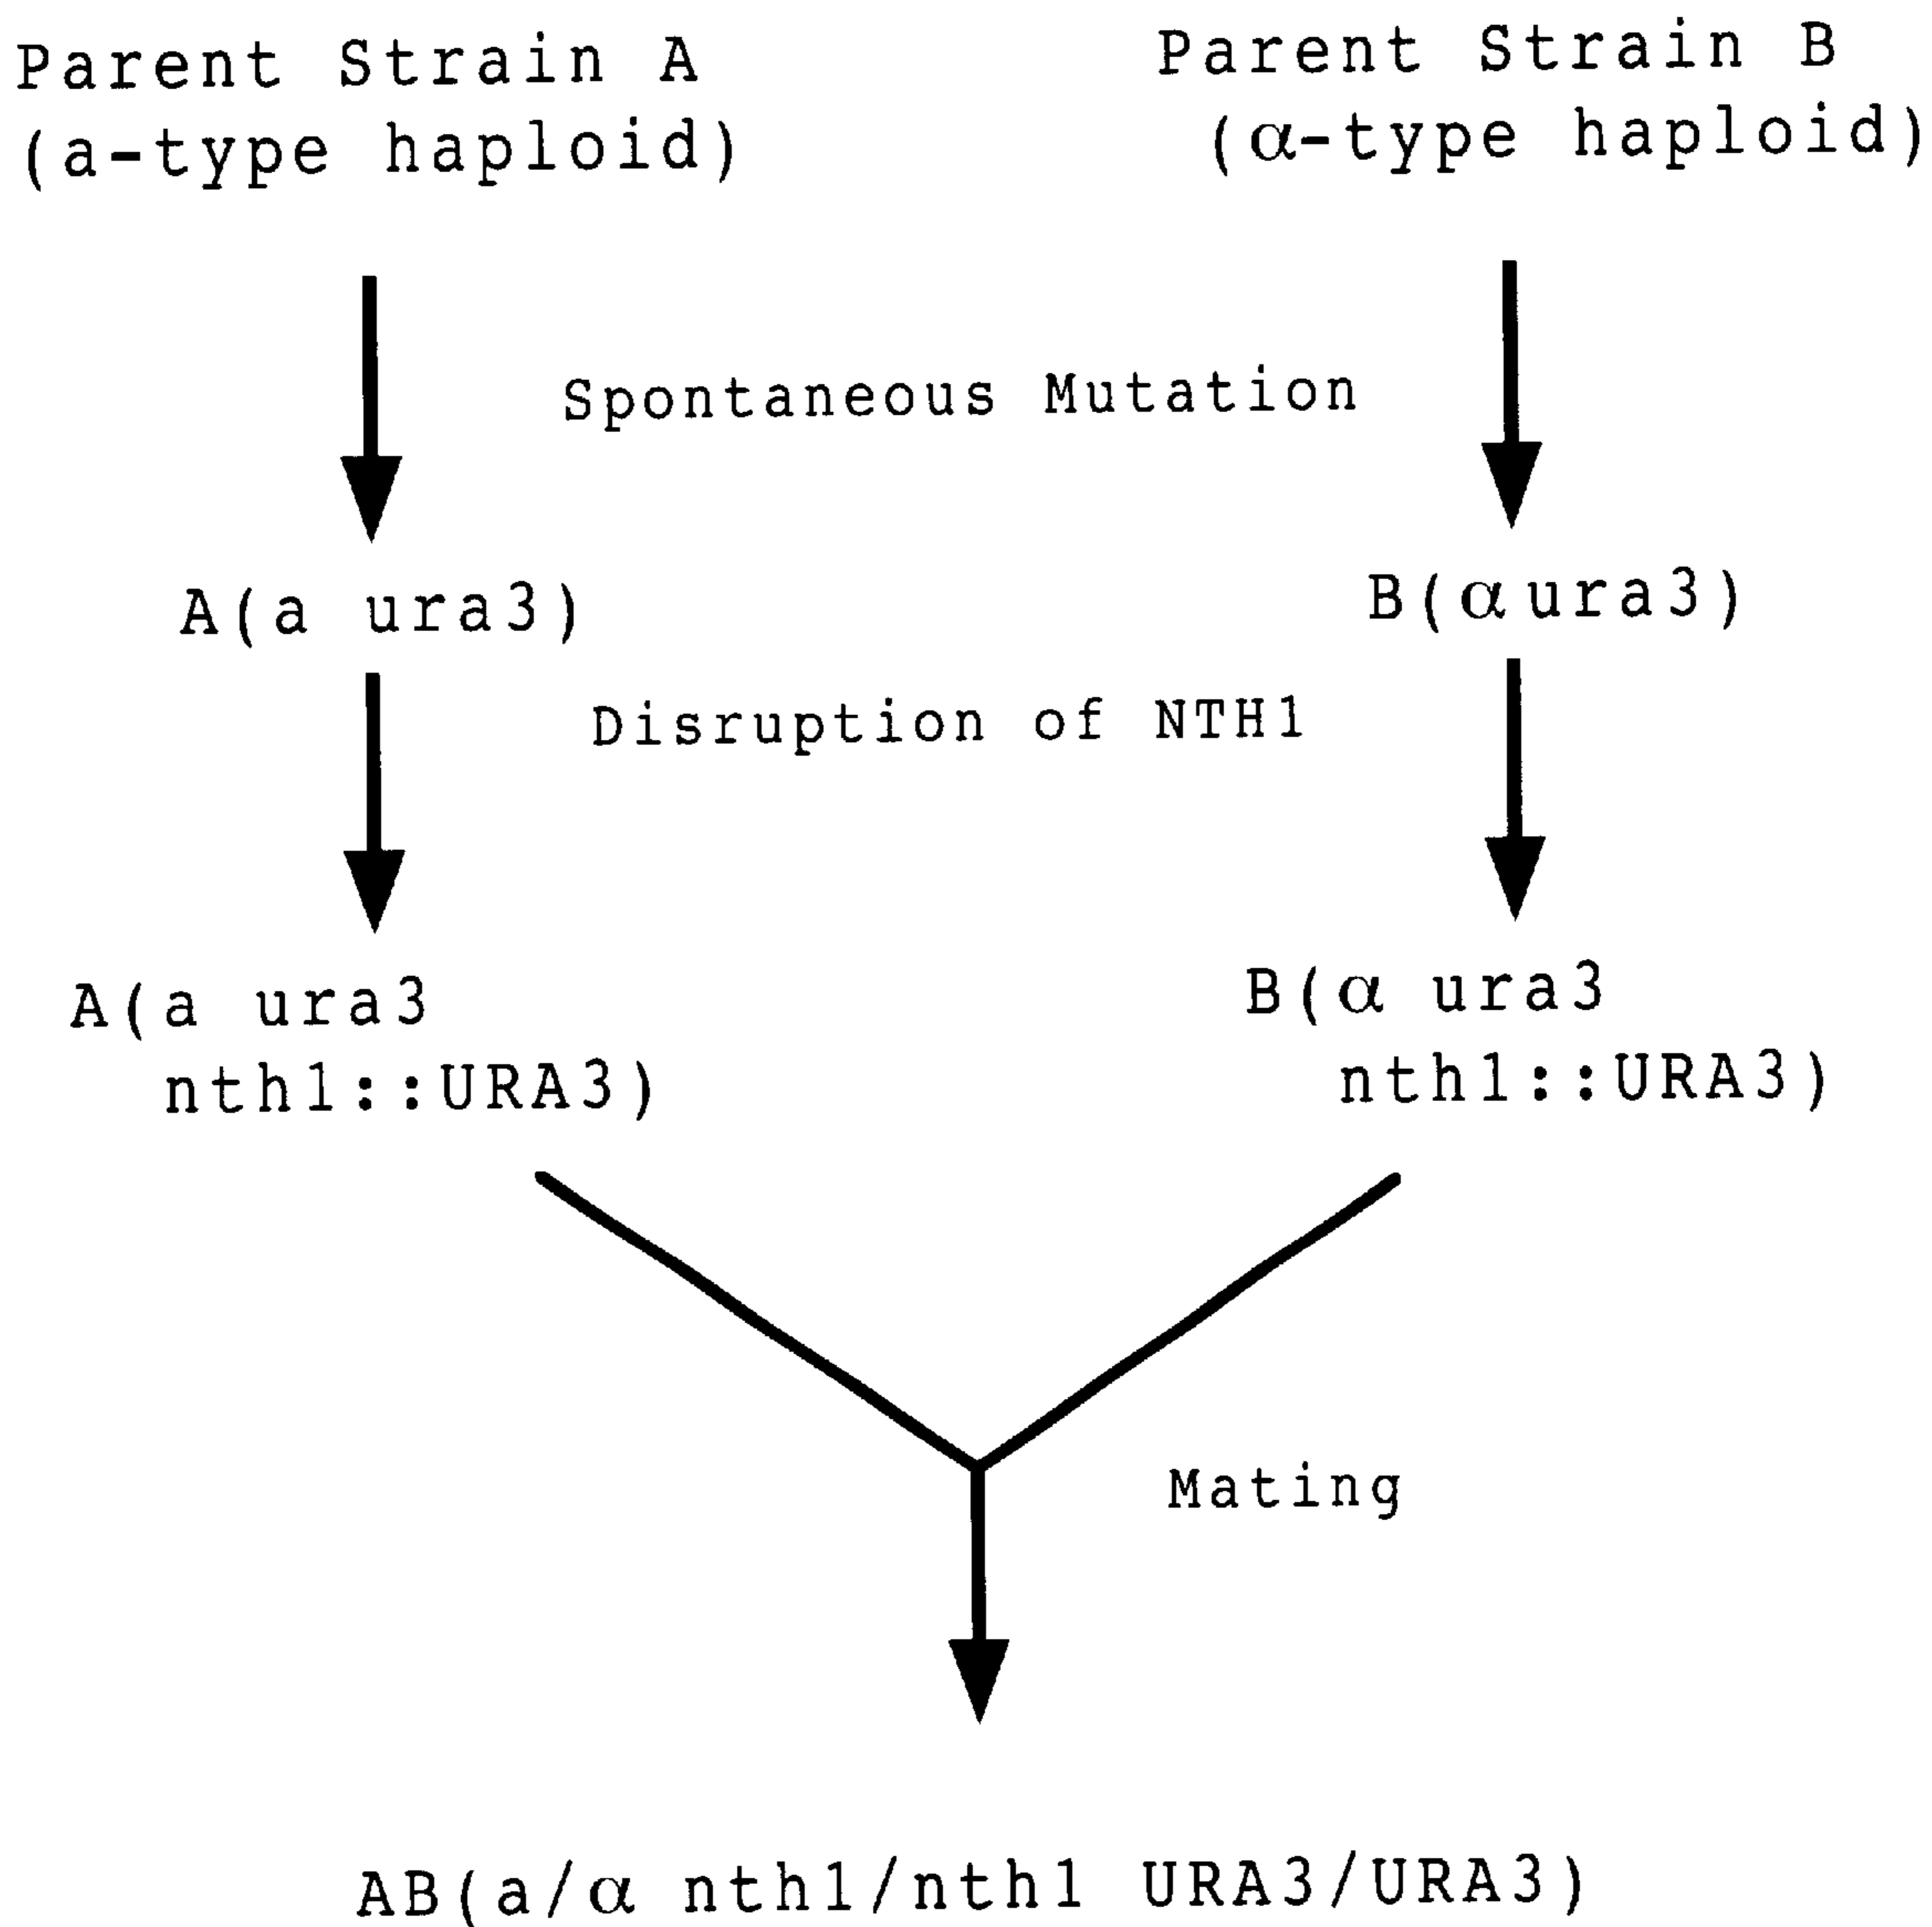 Parent Strain A
(a-type haploid)
Parent Strain B
(α-type haploid)
Spontaneous Mutation
A(a ura3)
B(αura3)
Disruption of NTH1
A(a ura3
nth1::URA3)
B(α ura3
nth1::URA3)
Mating
AB(a/α nth1/nth1 URA3/URA3)